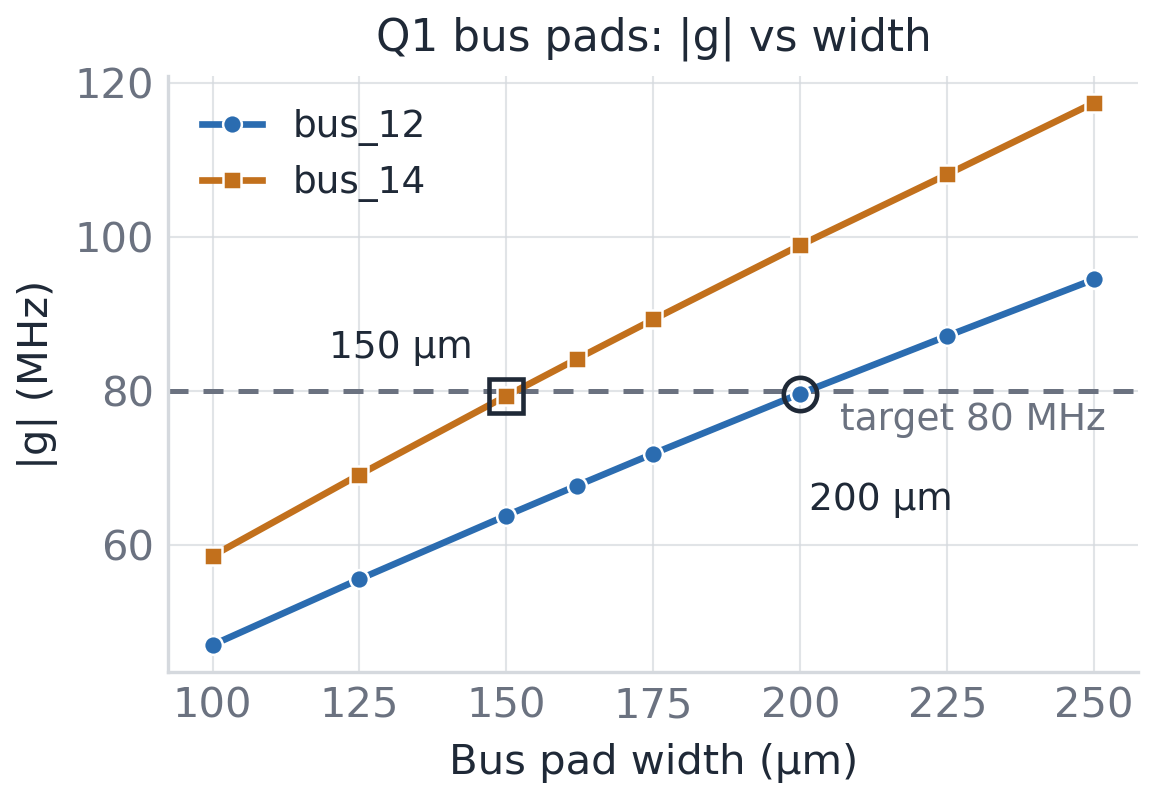 Q1 bus pads: |g| vs width
120
100
80
60
|g| (MHz)
bus_12
bus_14
150 µm
target 80 MHz
200 µm
100 125 150 175 200 225 250
Bus pad width (µm)